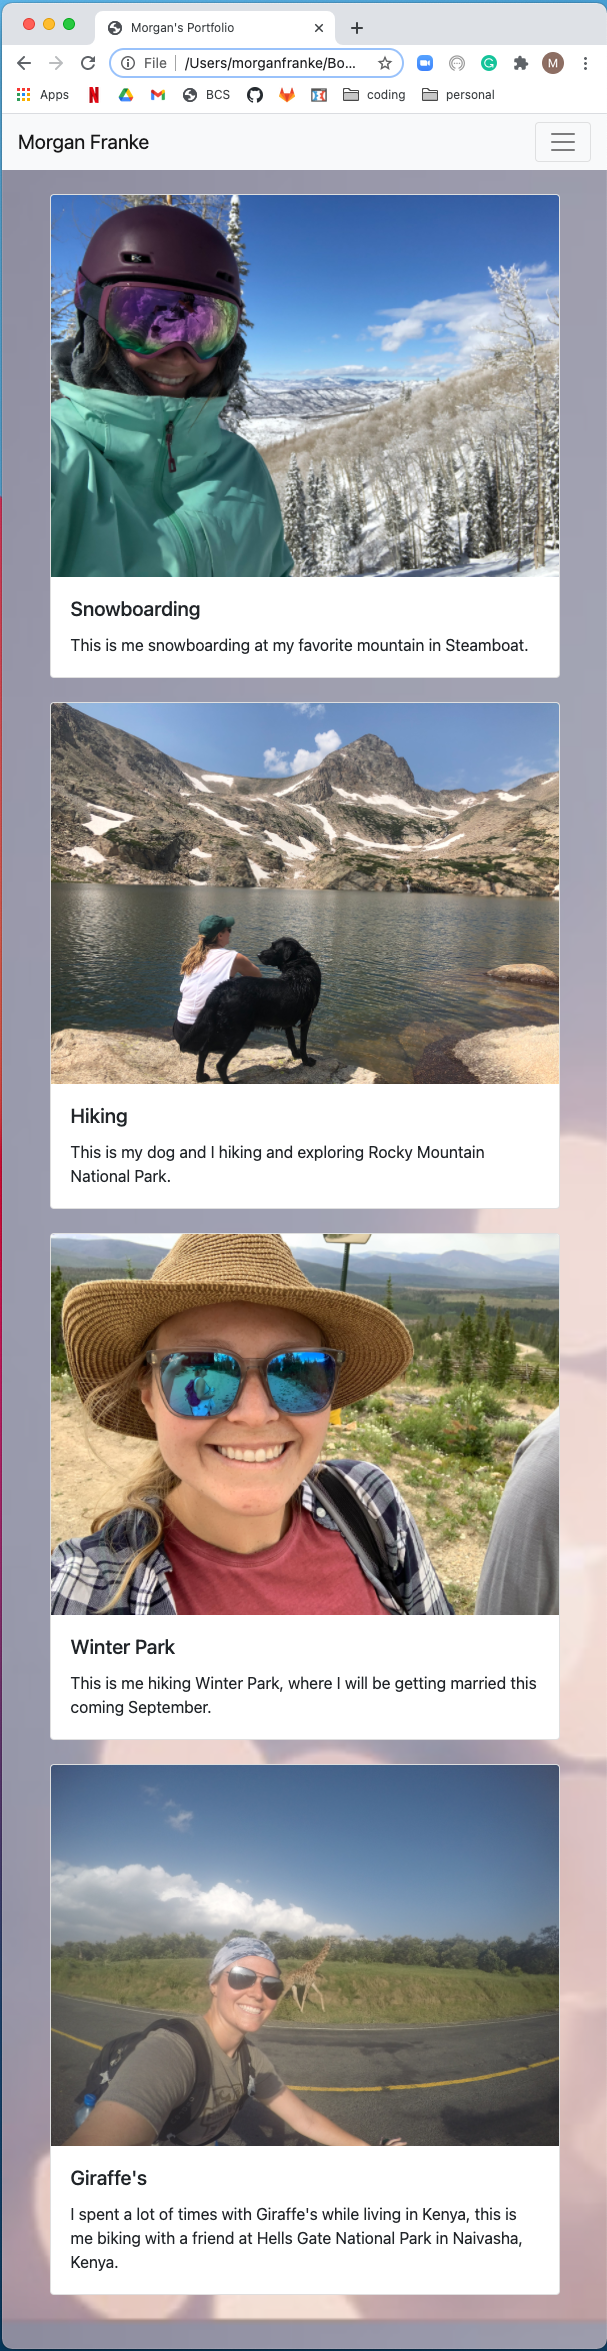 Morgan's Portfolio
File /Users/morganfranke/Bo...
M
Apps
BCS
coding
personal
Morgan Franke
Snowboarding
This is me snowboarding at my favorite mountain in Steamboat.
Hiking
This is my dog and I hiking and exploring Rocky Mountain
National Park.
Winter Park
This is me hiking Winter Park, where I will be getting married this
coming September.
Giraffe's
I spent a lot of times with Giraffe's while living in Kenya, this is
me biking with a friend at Hells Gate National Park in Naivasha,
Kenya.